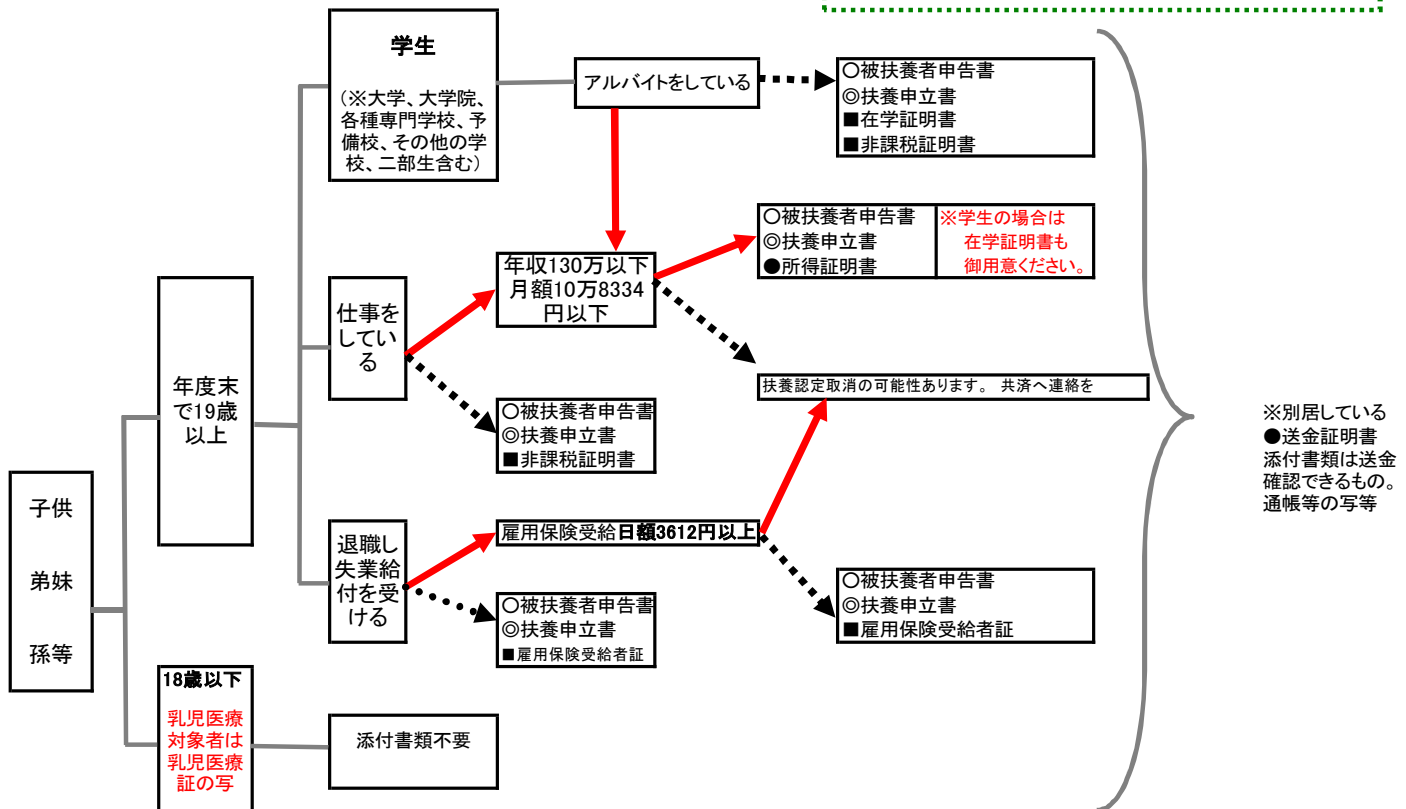 学生
(※大学、大学院、
各種専門学校、予
備校、その他の学
校、二部生含む)
アルバイトをしている
○被扶養者申告書
◎扶養申立書
■在学証明書
■非課税証明書
○被扶養者申告書
◎扶養申立書
●所得証明書
※学生の場合は
在学証明書も
御用意ください。
年収130万以下
月額10万8334
円以下
仕事を
してい
る
扶養認定取消の可能性あります。 共済へ連絡を
○被扶養者申告書
◎扶養申立書
■非課税証明書
年度末
で19歳
以上
※別居している
●送金証明書
添付書類は送金
確認できるもの。
通帳等の写等
子供
弟妹
孫等
退職し
失業給
付を受
ける
雇用保険受給日額3612円以上
○被扶養者申告書
◎扶養申立書
■雇用保険受給者証
○被扶養者申告書
◎扶養申立書
■雇用保険受給者証
18歳以下
乳児医療
対象者は
乳児医療
証の写
添付書類不要